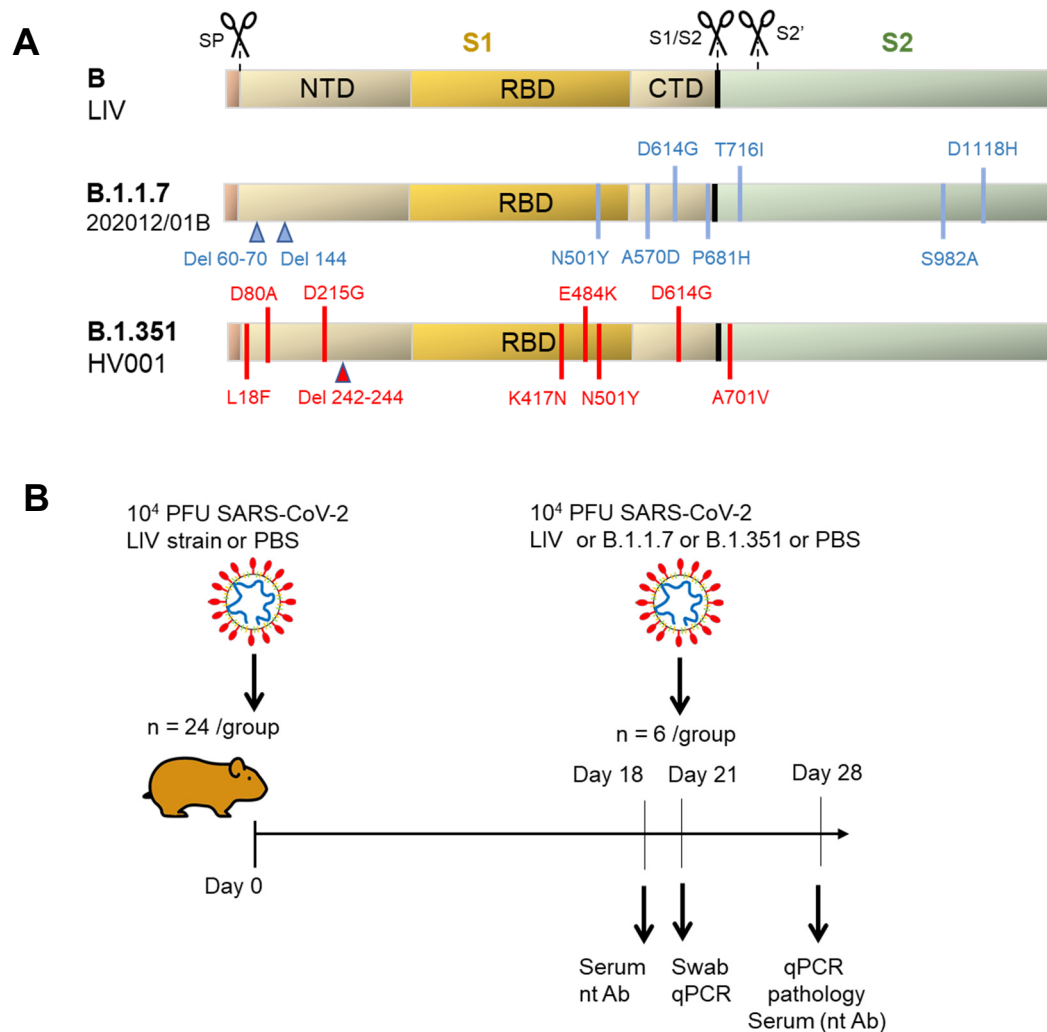 A
SP
S1
S1/S2
S2’
S2
B
LIV
NTD
RBD
CTD
D614G
T716I
D1118H
B.1.1.7
202012/01B
RBD
Del 60-70
Del 144
N501Y
A570D
P681H
S982A
D80A
D215G
E484K
D614G
B.1.351
HV001
RBD
L18F
Del 242-244
K417N
N501Y
A701V
B
10⁴ PFU SARS-CoV-2
LIV strain or PBS
10⁴ PFU SARS-CoV-2
LIV or B.1.1.7 or B.1.351 or PBS
n = 24 /group
n = 6 /group
Day 18
Day 21
Day 28
Day 0
Serum
nt Ab
Swab
qPCR
qPCR
pathology
Serum (nt Ab)